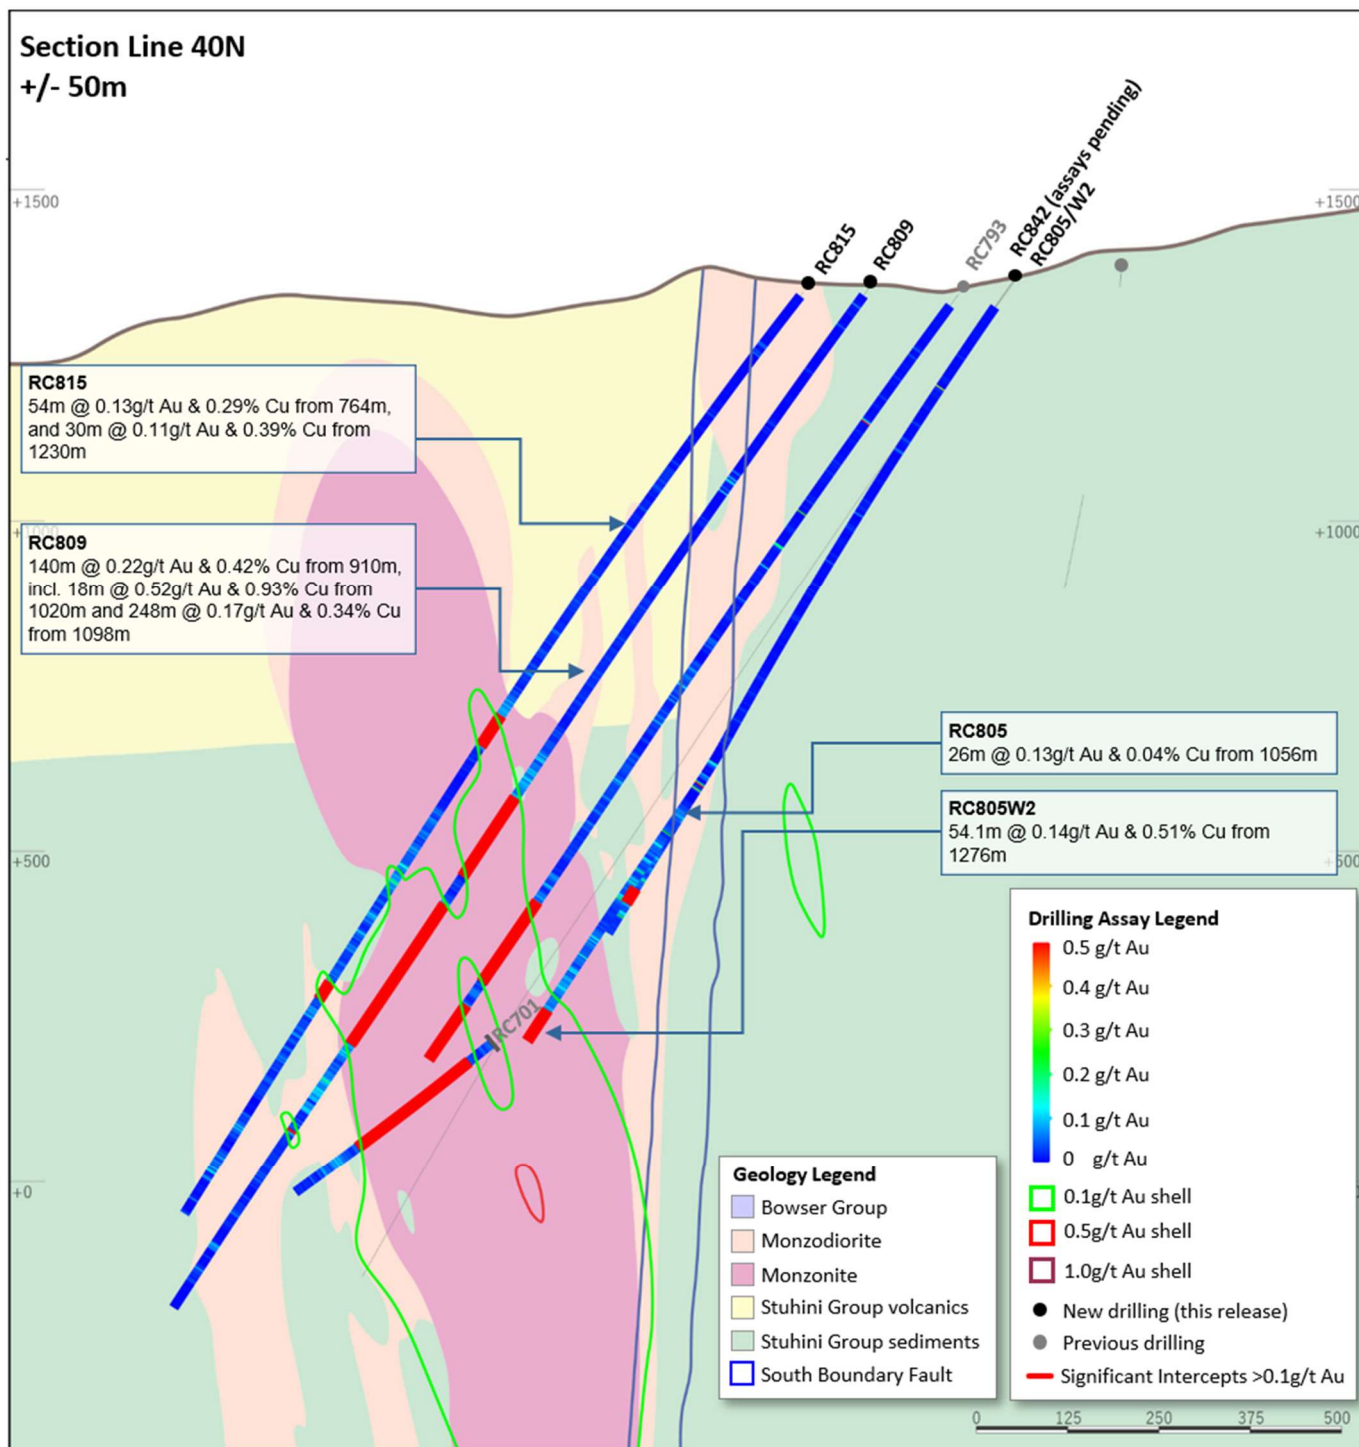 Section Line 40N
+/- 50m
RC842 (assays pending)
RC805/W2
RC793
RC809
RC815
+1500
+1500
RC815
54m @ 0.13g/t Au & 0.29% Cu from 764m,
and 30m @ 0.11g/t Au & 0.39% Cu from
1230m
RC809
140m @ 0.22g/t Au & 0.42% Cu from 910m,
incl. 18m @ 0.52g/t Au & 0.93% Cu from
1020m and 248m @ 0.17g/t Au & 0.34% Cu
from 1098m
+1000
+1000
RC805
26m @ 0.13g/t Au & 0.04% Cu from 1056m
RC805W2
54.1m @ 0.14g/t Au & 0.51% Cu from
1276m
+500
+500
RC701
+0
Drilling Assay Legend
0.5 g/t Au
0.4 g/t Au
0.3 g/t Au
0.2 g/t Au
0.1 g/t Au
0 g/t Au
0.1g/t Au shell
0.5g/t Au shell
1.0g/t Au shell
New drilling (this release)
Previous drilling
Significant Intercepts >0.1g/t Au
Geology Legend
Bowser Group
Monzodiorite
Monzonite
Stuhini Group volcanics
Stuhini Group sediments
South Boundary Fault
0 125 250 375 500